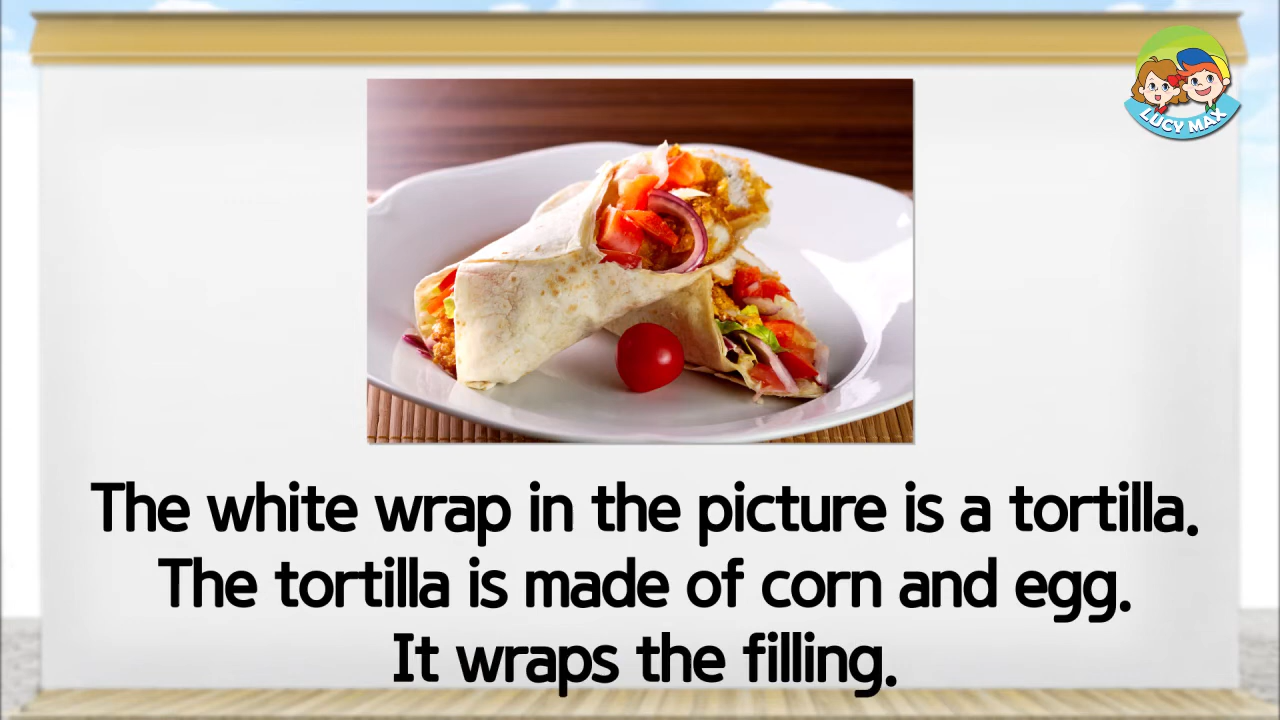 LUCY MAX
The white wrap in the picture is a tortilla.
The tortilla is made of corn and egg.
It wraps the filling.